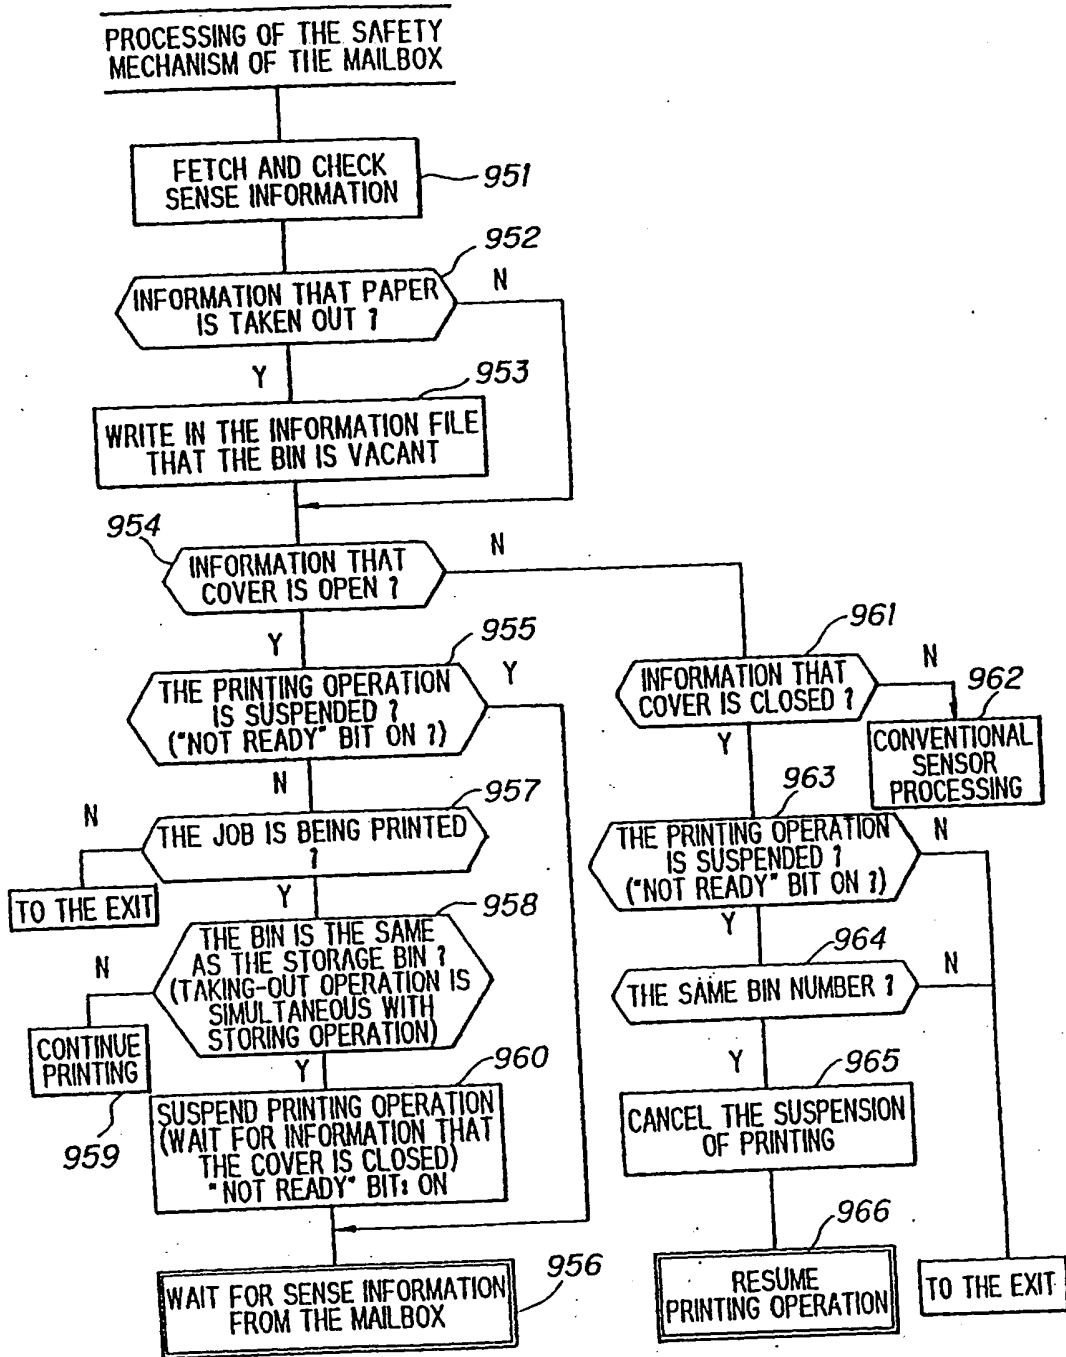 PROCESSING OF THE SAFETY
MECHANISM OF THE MAILBOX
FETCH AND CHECK
SENSE INFORMATION
951
952
INFORMATION THAT PAPER
IS TAKEN OUT ?
N
Y
953
WRITE IN THE INFORMATION FILE
THAT THE BIN IS VACANT
954
INFORMATION THAT
COVER IS OPEN ?
N
Y
955
THE PRINTING OPERATION
IS SUSPENDED ?
("NOT READY" BIT ON ?)
Y
N
957
THE JOB IS BEING PRINTED
?
N
TO THE EXIT
Y
958
THE BIN IS THE SAME
AS THE STORAGE BIN ?
(TAKING-OUT OPERATION IS
SIMULTANEOUS WITH
STORING OPERATION)
N
CONTINUE
PRINTING
959
Y
960
SUSPEND PRINTING OPERATION
(WAIT FOR INFORMATION THAT
THE COVER IS CLOSED)
"NOT READY" BIT: ON
956
WAIT FOR SENSE INFORMATION
FROM THE MAILBOX
961
INFORMATION THAT
COVER IS CLOSED ?
N
962
CONVENTIONAL
SENSOR
PROCESSING
Y
963
THE PRINTING OPERATION
IS SUSPENDED ?
("NOT READY" BIT ON ?)
N
Y
964
THE SAME BIN NUMBER ?
N
Y
965
CANCEL THE SUSPENSION
OF PRINTING
966
RESUME
PRINTING OPERATION
TO THE EXIT